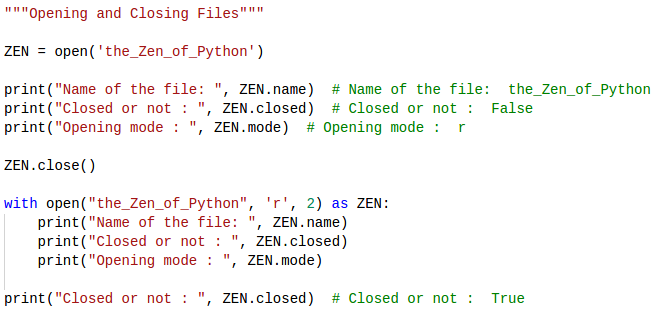 """Opening and Closing Files"""
ZEN = open('the_Zen_of_Python')
print("Name of the file: ", ZEN.name)  # Name of the file:  the_Zen_of_Python
print("Closed or not : ", ZEN.closed)  # Closed or not :  False
print("Opening mode : ", ZEN.mode)  # Opening mode :  r
ZEN.close()
with open("the_Zen_of_Python", 'r', 2) as ZEN:
    print("Name of the file: ", ZEN.name)
    print("Closed or not : ", ZEN.closed)
    print("Opening mode : ", ZEN.mode)
print("Closed or not : ", ZEN.closed)  # Closed or not :  True